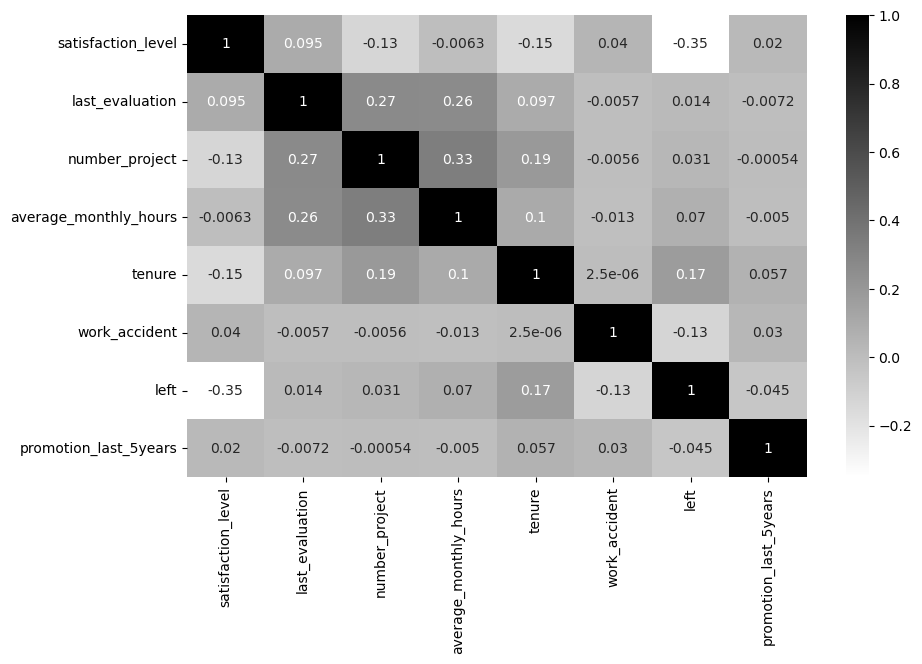 satisfaction_level 1 0.095 -0.13 -0.0063 -0.15 0.04 -0.35 0.02
last_evaluation 0.095 1 0.27 0.26 0.097 -0.0057 0.014 -0.0072
number_project -0.13 0.27 1 0.33 0.19 -0.0056 0.031 -0.00054
average_monthly_hours -0.0063 0.26 0.33 1 0.1 -0.013 0.07 -0.005
tenure -0.15 0.097 0.19 0.1 1 2.5e-06 0.17 0.057
work_accident 0.04 -0.0057 -0.0056 -0.013 2.5e-06 1 -0.13 0.03
left -0.35 0.014 0.031 0.07 0.17 -0.13 1 -0.045
promotion_last_5years 0.02 -0.0072 -0.00054 -0.005 0.057 0.03 -0.045 1
satisfaction_level
last_evaluation
number_project
average_monthly_hours
tenure
work_accident
left
promotion_last_5years
1.0
0.8
0.6
0.4
0.2
0.0
-0.2